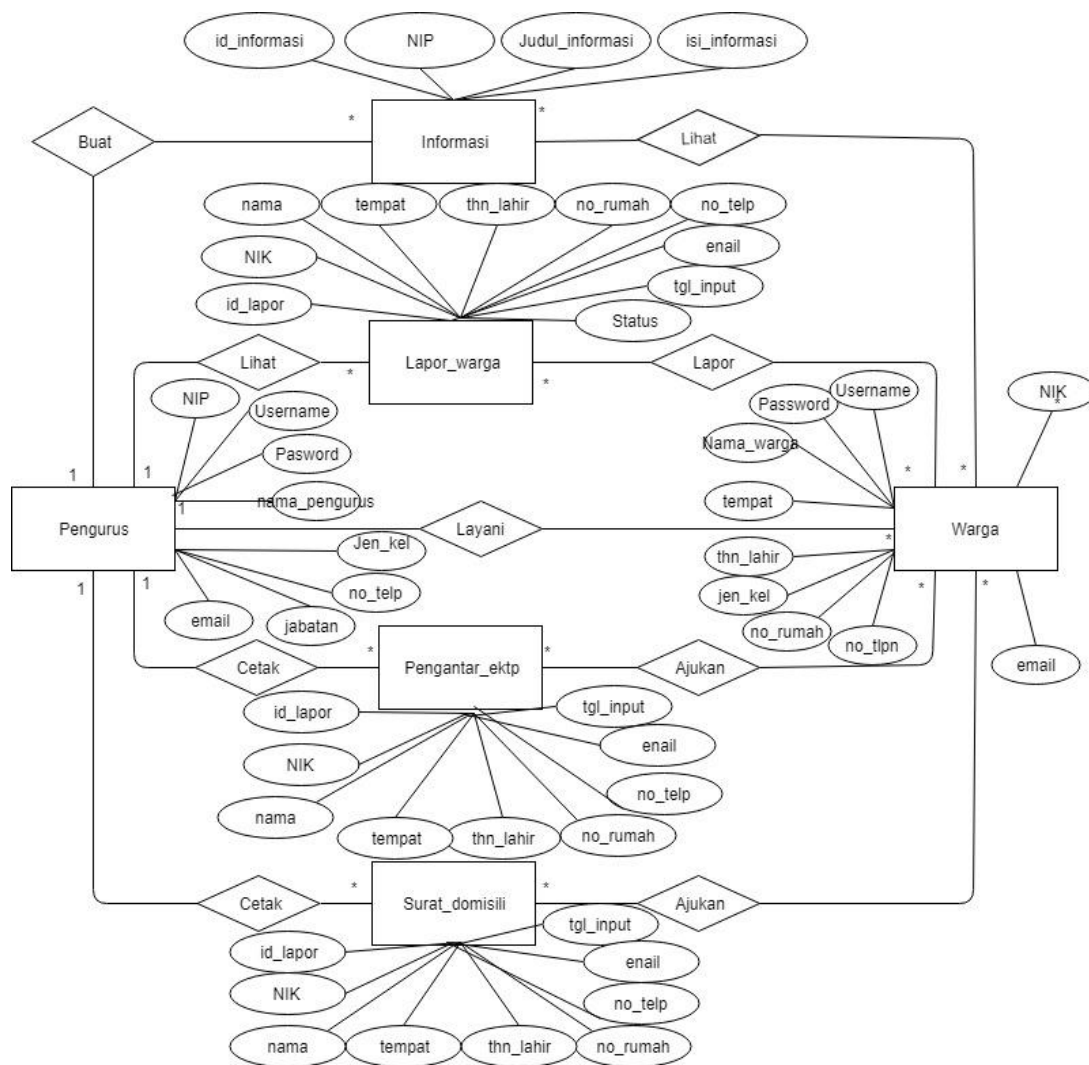 id_informasi
NIP
Judul_informasi
isi_informasi
Buat
*
Informasi
*
Lihat
nama
tempat
thn_lahir
no_rumah
no_telp
NIK
enail
id_lapor
tgl_input
Status
Lihat
*
Lapor_warga
*
Lapor
NIP
Username
Pasword
nama_pengurus
Password
Username
Nama_warga
NIK
*
tempat
1
1
1
1
*
*
Pengurus
Layani
*
Warga
Jen_kel
no_telp
email
jabatan
thn_lahir
jen_kel
no_rumah
no_tlpn
email
1
1
*
*
Cetak
*
Pengantar_ektp
*
Ajukan
id_lapor
tgl_input
NIK
enail
nama
no_telp
tempat
thn_lahir
no_rumah
Cetak
*
Surat_domisili
*
Ajukan
id_lapor
tgl_input
NIK
enail
no_telp
nama
tempat
thn_lahir
no_rumah